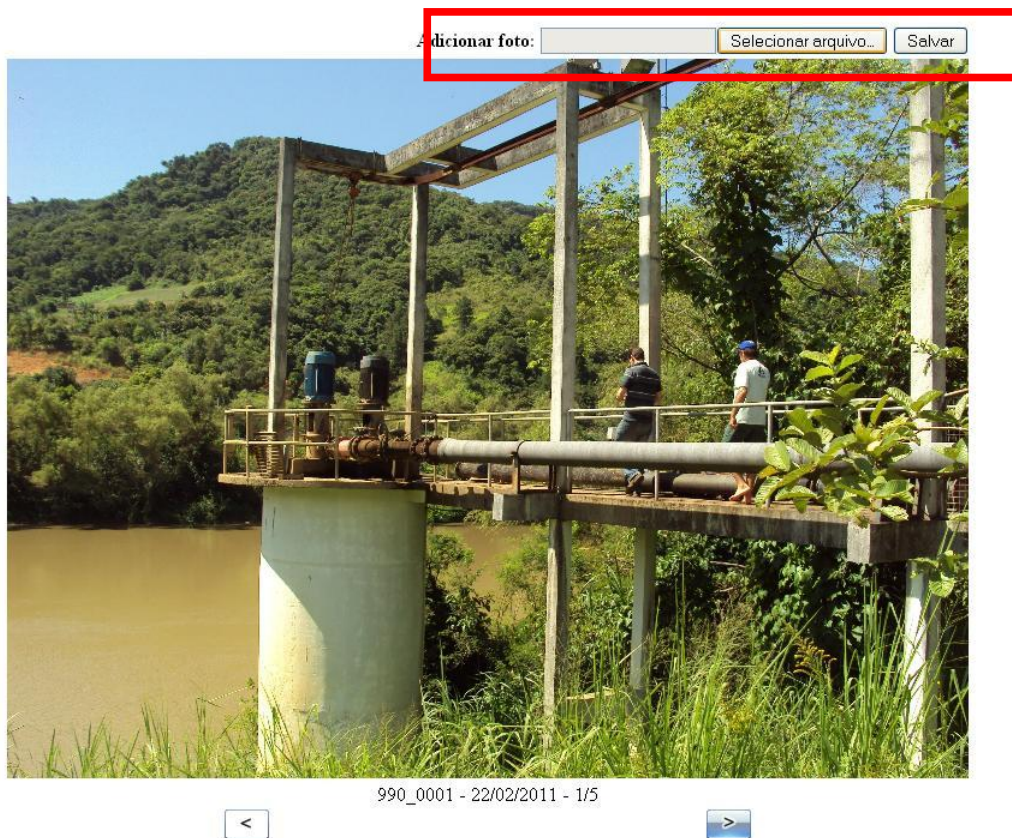 Adicionar foto: Selecionar arquivo... Salvar
990_0001 - 22/02/2011 - 1/5
< >